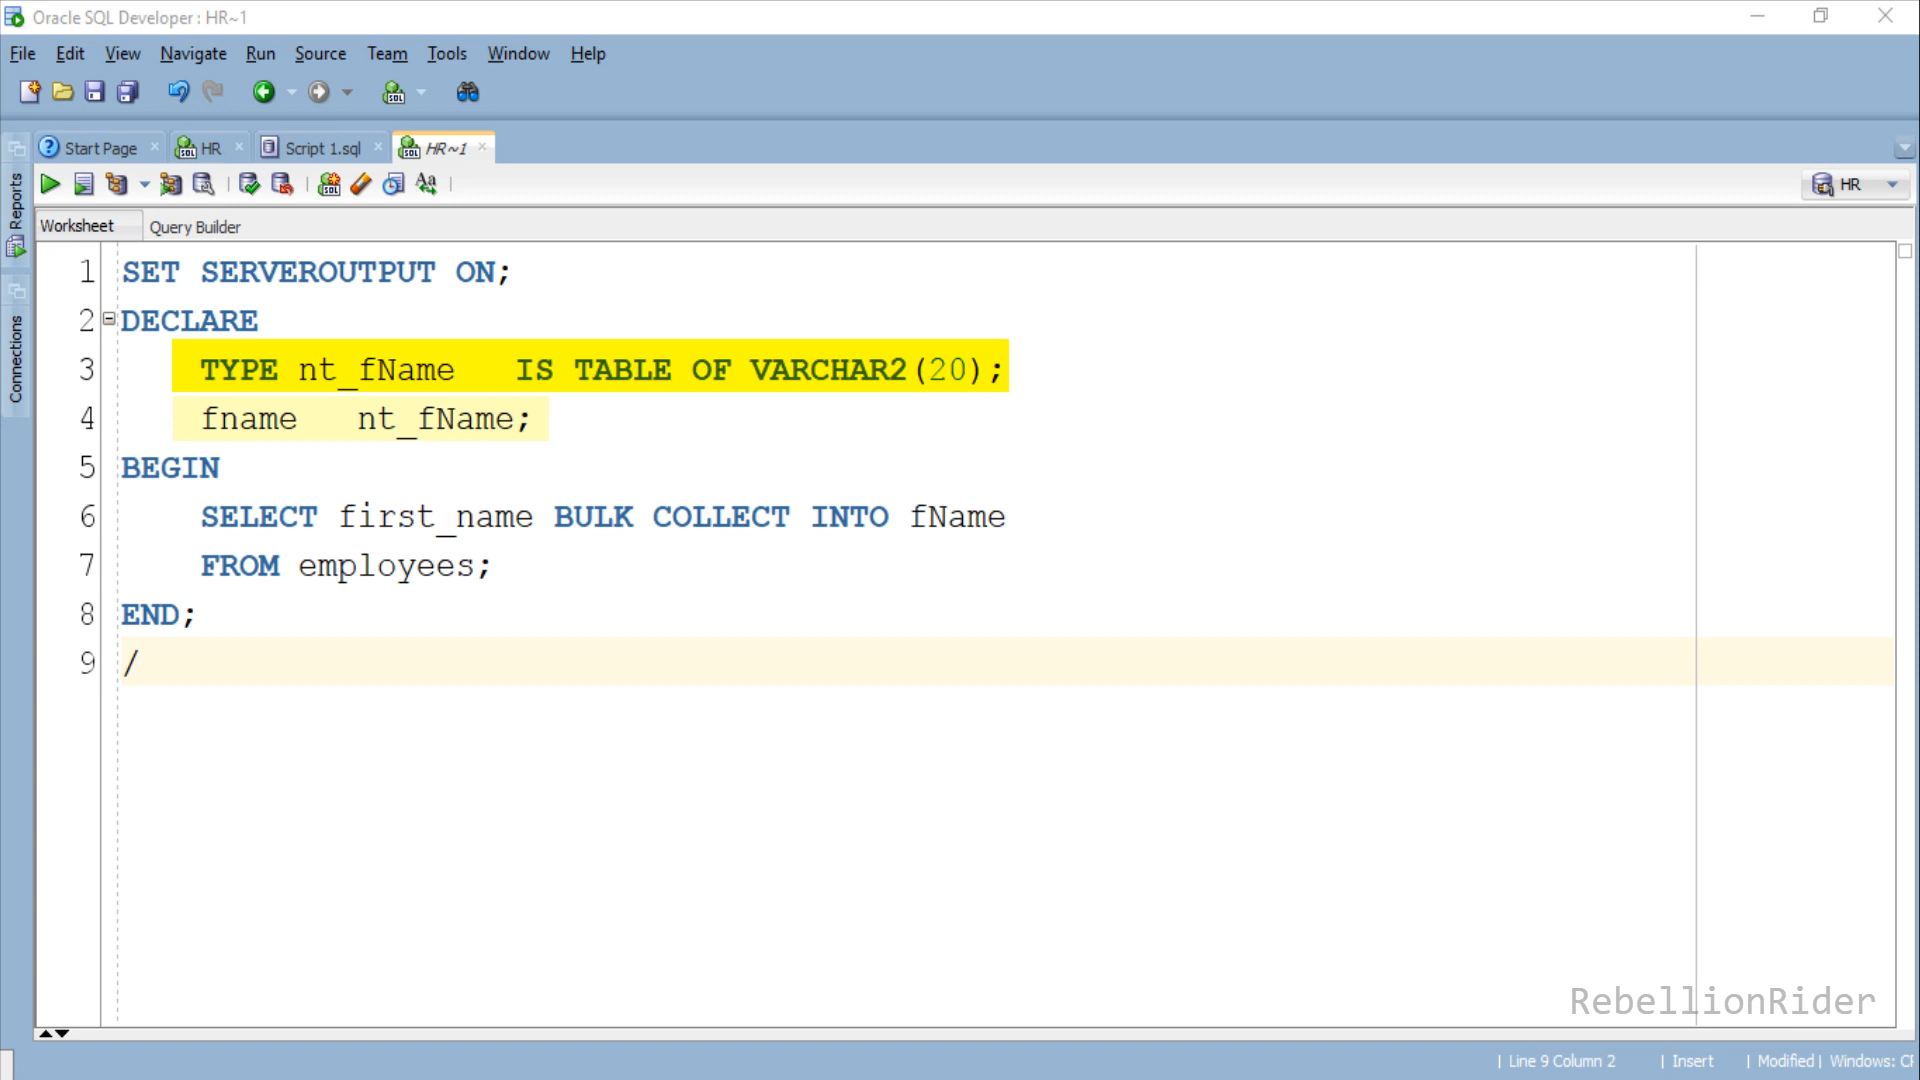 Oracle SQL Developer : HR~1
File Edit View Navigate Run Source Team Tools Window Help
Start Page HR Script 1.sql HR~1
HR
Reports
Connections
Worksheet Query Builder
1 SET SERVEROUTPUT ON;
2 DECLARE
3 TYPE nt_fName IS TABLE OF VARCHAR2(20);
4 fname nt_fName;
5 BEGIN
6 SELECT first_name BULK COLLECT INTO fName
7 FROM employees;
8 END;
9 /
RebellionRider
| Line 9 Column 2 | Insert | Modified | Windows: